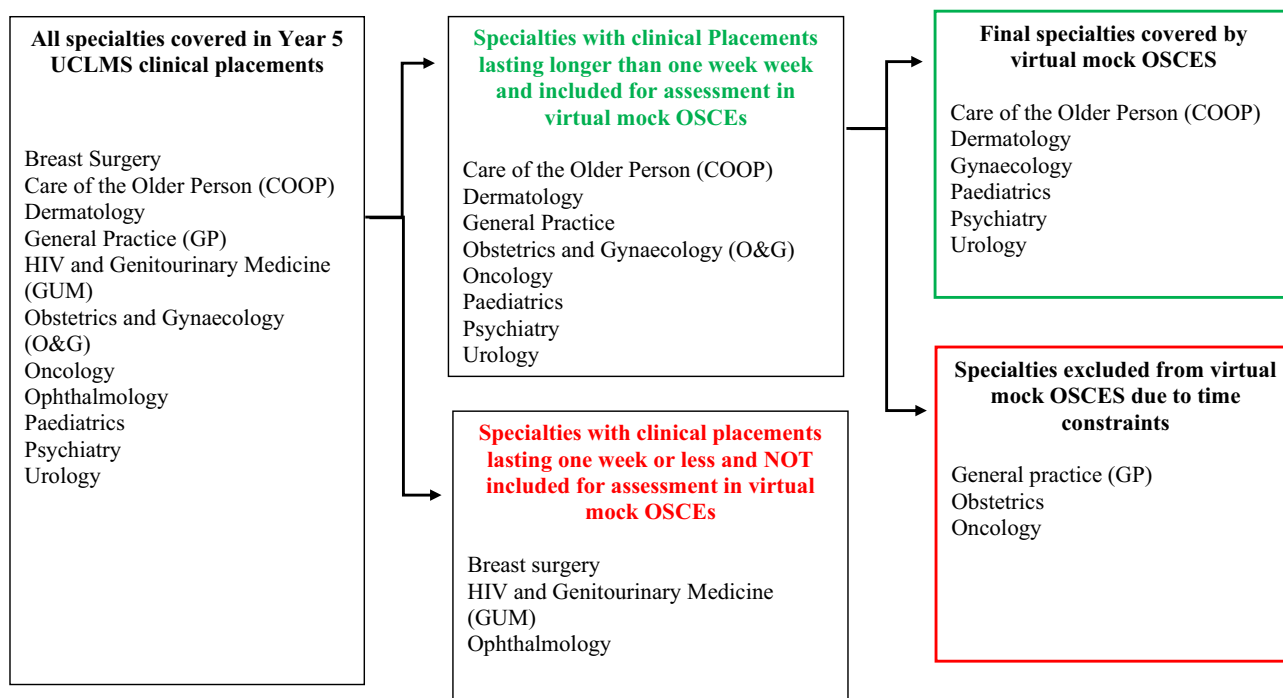 All specialties covered in Year 5
UCLMS clinical placements
Breast Surgery
Care of the Older Person (COOP)
Dermatology
General Practice (GP)
HIV and Genitourinary Medicine
(GUM)
Obstetrics and Gynaecology
(O&G)
Oncology
Ophthalmology
Paediatrics
Psychiatry
Urology
Specialties with clinical Placements
lasting longer than one week week
and included for assessment in
virtual mock OSCEs
Care of the Older Person (COOP)
Dermatology
General Practice
Obstetrics and Gynaecology (O&G)
Oncology
Paediatrics
Psychiatry
Urology
Specialties with clinical placements
lasting one week or less and NOT
included for assessment in virtual
mock OSCEs
Breast surgery
HIV and Genitourinary Medicine
(GUM)
Ophthalmology
Final specialties covered by
virtual mock OSCES
Care of the Older Person (COOP)
Dermatology
Gynaecology
Paediatrics
Psychiatry
Urology
Specialties excluded from virtual
mock OSCES due to time
constraints
General practice (GP)
Obstetrics
Oncology